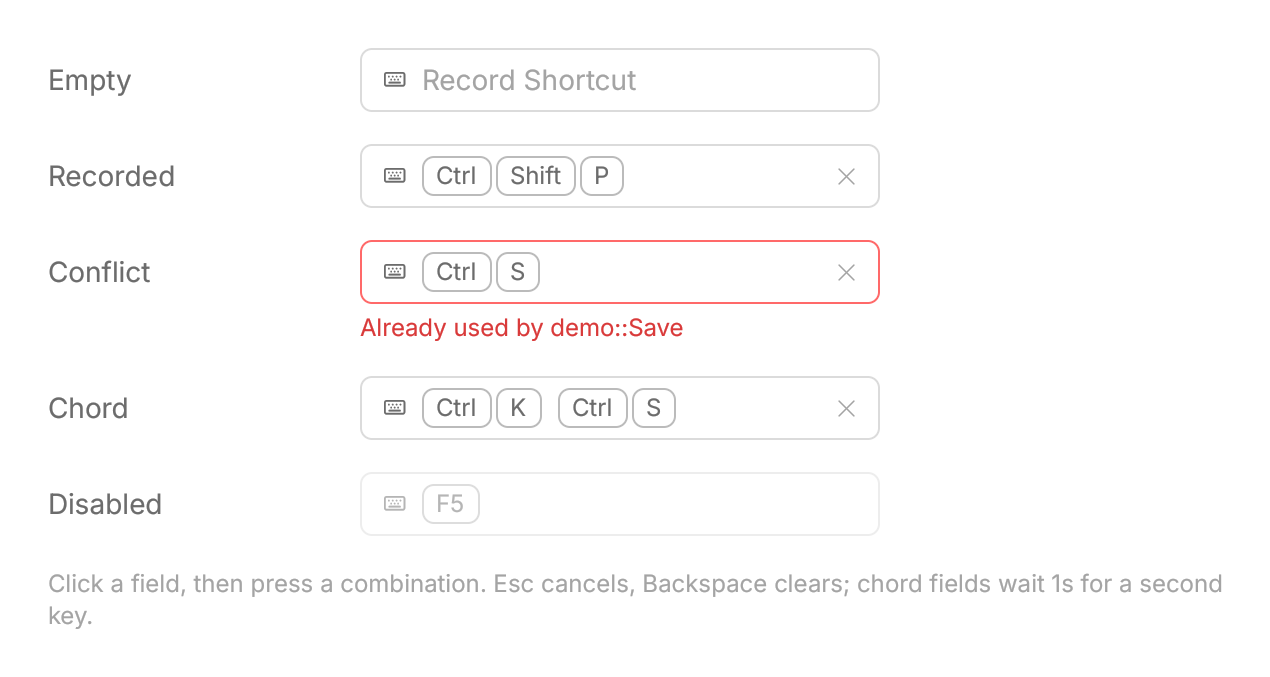 Empty Record Shortcut
Recorded Ctrl Shift P
Conflict Ctrl S
Already used by demo::Save
Chord Ctrl K Ctrl S
Disabled F5
Click a field, then press a combination. Esc cancels, Backspace clears; chord fields wait 1s for a second
key.